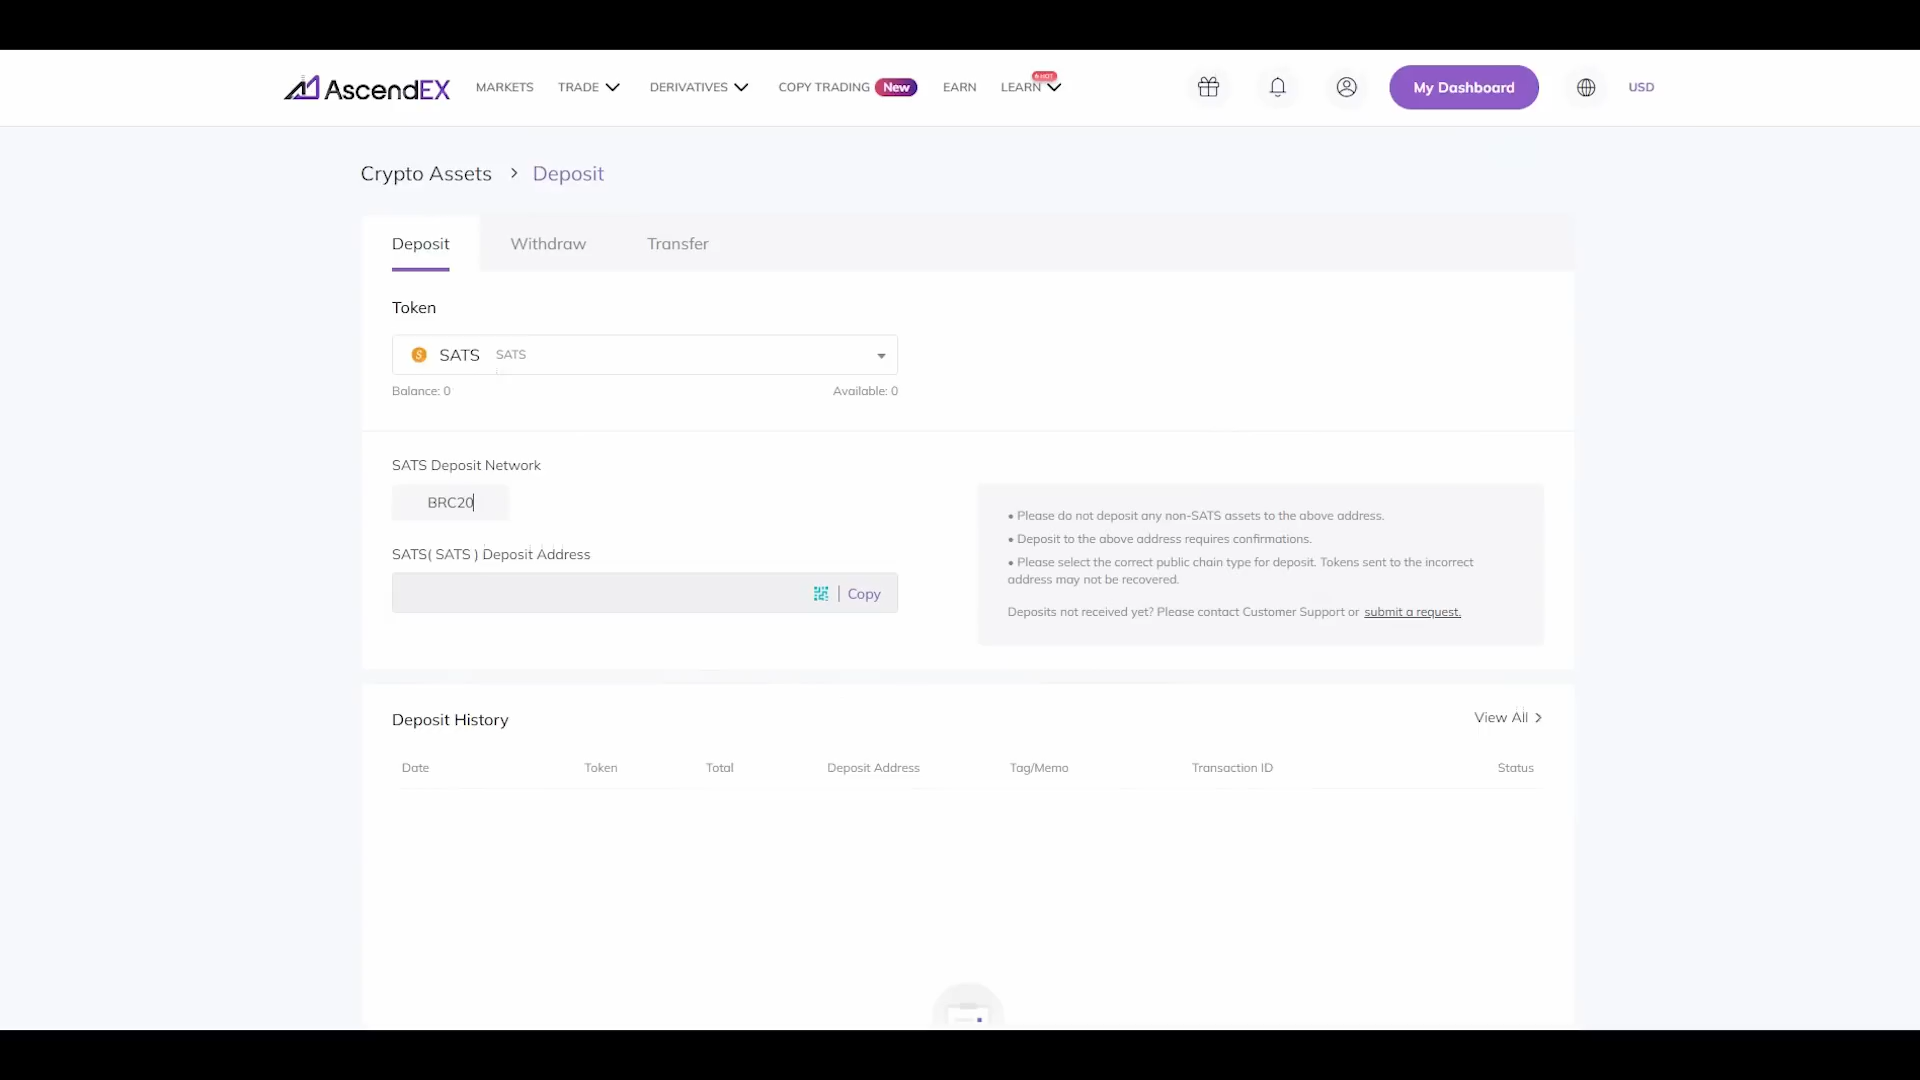 AscendEX MARKETS TRADE DERIVATIVES COPY TRADING New EARN LEARN HOT My Dashboard USD
Crypto Assets > Deposit
Deposit Withdraw Transfer
Token
SATS SATS
Balance: 0 Available: 0
SATS Deposit Network
BRC20
SATS( SATS ) Deposit Address
Copy
• Please do not deposit any non-SATS assets to the above address.
• Deposit to the above address requires confirmations.
• Please select the correct public chain type for deposit. Tokens sent to the incorrect
address may not be recovered.
Deposits not received yet? Please contact Customer Support or submit a request.
Deposit History View All >
Date Token Total Deposit Address Tag/Memo Transaction ID Status